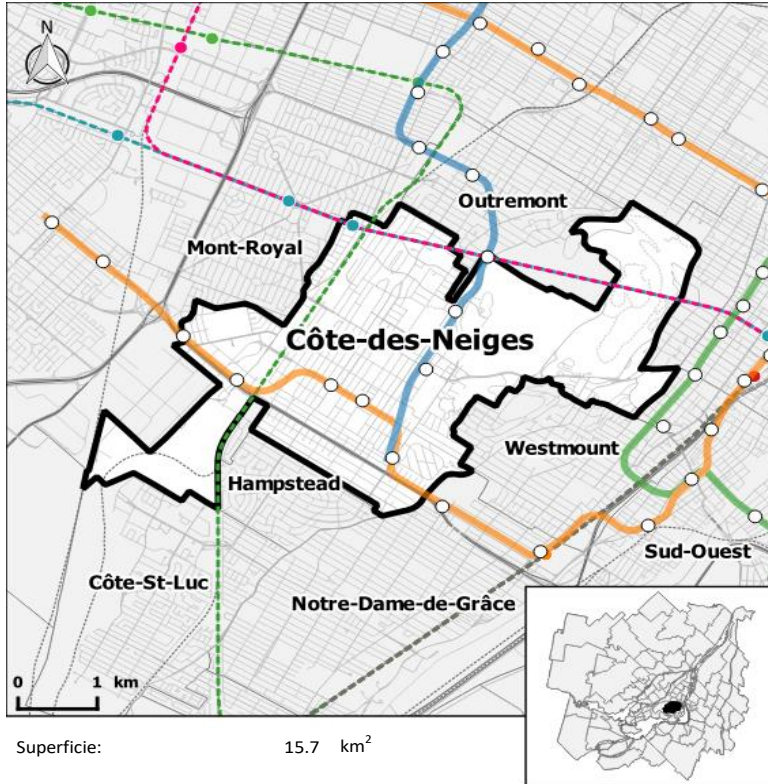 N
Outremont
Mont-Royal
Côte-des-Neiges
Westmount
Hampstead
Sud-Ouest
Côte-St-Luc
Notre-Dame-de-Grâce
0 1 km
Superficie: 15.7 km²